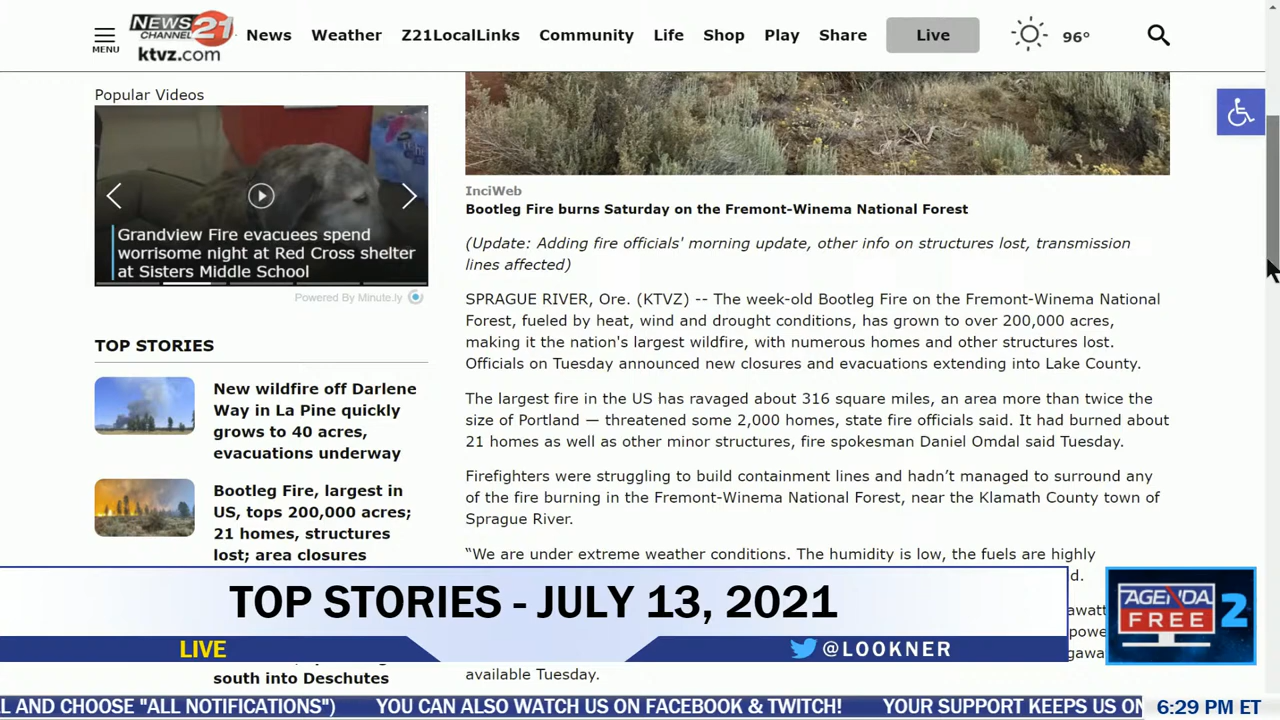 MENU
NEWS CHANNEL 21
ktvz.com
News
Weather
Z21LocalLinks
Community
Life
Shop
Play
Share
Live
96°
Popular Videos
Grandview Fire evacuees spend
worrisome night at Red Cross shelter
at Sisters Middle School
Powered By Minute.ly
TOP STORIES
New wildfire off Darlene
Way in La Pine quickly
grows to 40 acres,
evacuations underway
Bootleg Fire, largest in
US, tops 200,000 acres;
21 homes, structures
lost; area closures
south into Deschutes
InciWeb
Bootleg Fire burns Saturday on the Fremont-Winema National Forest
(Update: Adding fire officials' morning update, other info on structures lost, transmission
lines affected)
SPRAGUE RIVER, Ore. (KTVZ) -- The week-old Bootleg Fire on the Fremont-Winema National
Forest, fueled by heat, wind and drought conditions, has grown to over 200,000 acres,
making it the nation's largest wildfire, with numerous homes and other structures lost.
Officials on Tuesday announced new closures and evacuations extending into Lake County.
The largest fire in the US has ravaged about 316 square miles, an area more than twice the
size of Portland — threatened some 2,000 homes, state fire officials said. It had burned about
21 homes as well as other minor structures, fire spokesman Daniel Omdal said Tuesday.
Firefighters were struggling to build containment lines and hadn't managed to surround any
of the fire burning in the Fremont-Winema National Forest, near the Klamath County town of
Sprague River.
“We are under extreme weather conditions. The humidity is low, the fuels are highly
d.
available Tuesday.
TOP STORIES - JULY 13, 2021
LIVE
@LOOKNER
AGENDA FREE 2
L AND CHOOSE "ALL NOTIFICATIONS") YOU CAN ALSO WATCH US ON FACEBOOK & TWITCH! YOUR SUPPORT KEEPS US ON
6:29 PM ET